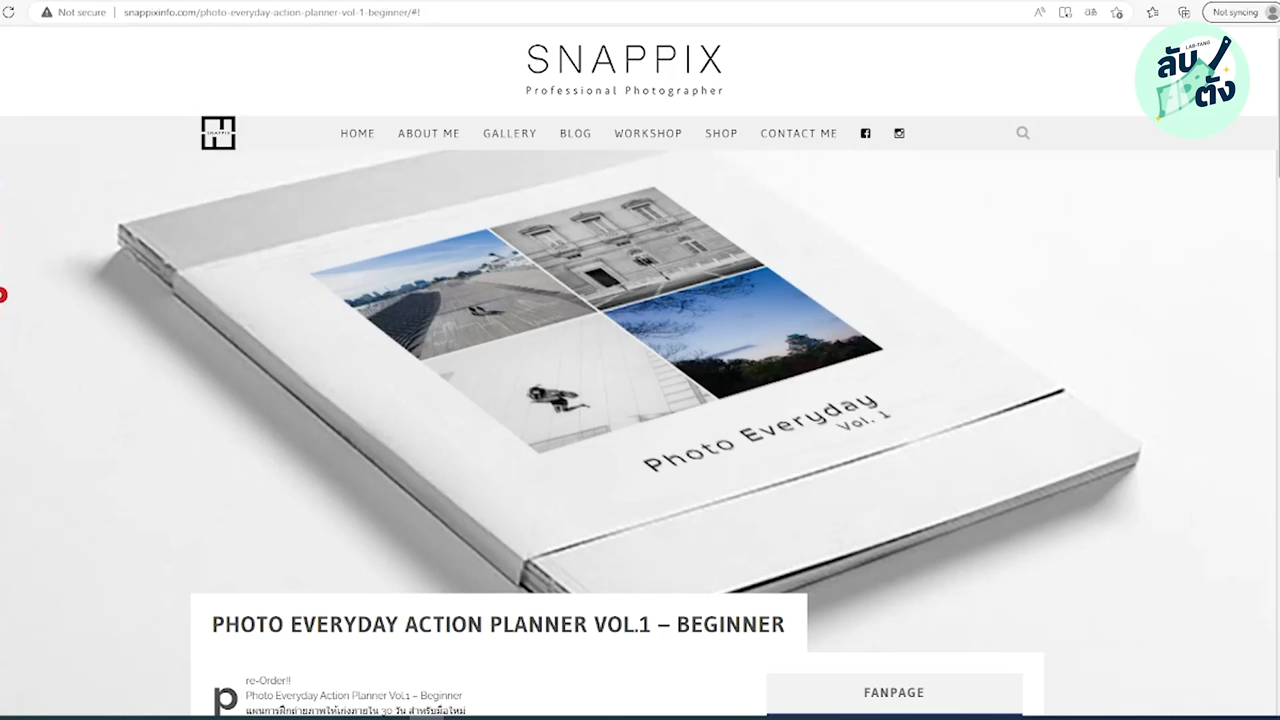 Not secure
snappixinfo.com/photo-everyday-action-planner-vol-1-beginner/#!
Not syncing
LAB-TANG
ลับ
ตัง
SNAPPIX
Professional Photographer
SNAPPIX
HOME
ABOUT ME
GALLERY
BLOG
WORKSHOP
SHOP
CONTACT ME
Photo Everyday
Vol. 1
PHOTO EVERYDAY ACTION PLANNER VOL.1 – BEGINNER
Pre-Order!!
Photo Everyday Action Planner Vol.1 – Beginner
แผนการฝึกถ่ายภาพให้เก่งภายใน 30 วัน สำหรับมือใหม่
FANPAGE